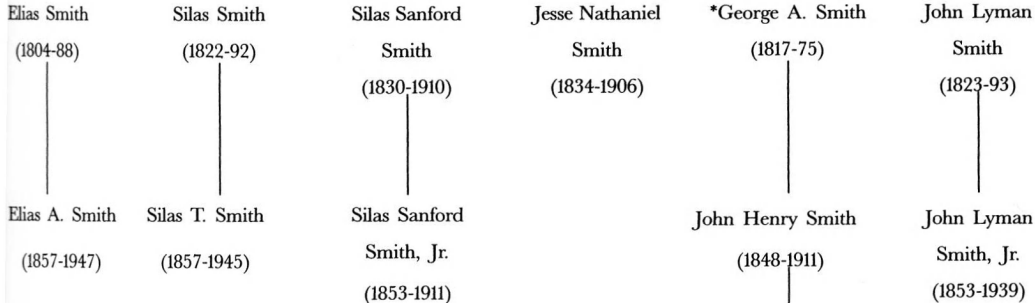 Elias Smith
(1804-88)
Silas Smith
(1822-92)
Silas Sanford
Smith
(1830-1910)
Jesse Nathaniel
Smith
(1834-1906)
*George A. Smith
(1817-75)
John Lyman
Smith
(1823-93)
Elias A. Smith
(1857-1947)
Silas T. Smith
(1857-1945)
Silas Sanford
Smith, Jr.
(1853-1911)
John Henry Smith
(1848-1911)
John Lyman
Smith, Jr.
(1853-1939)